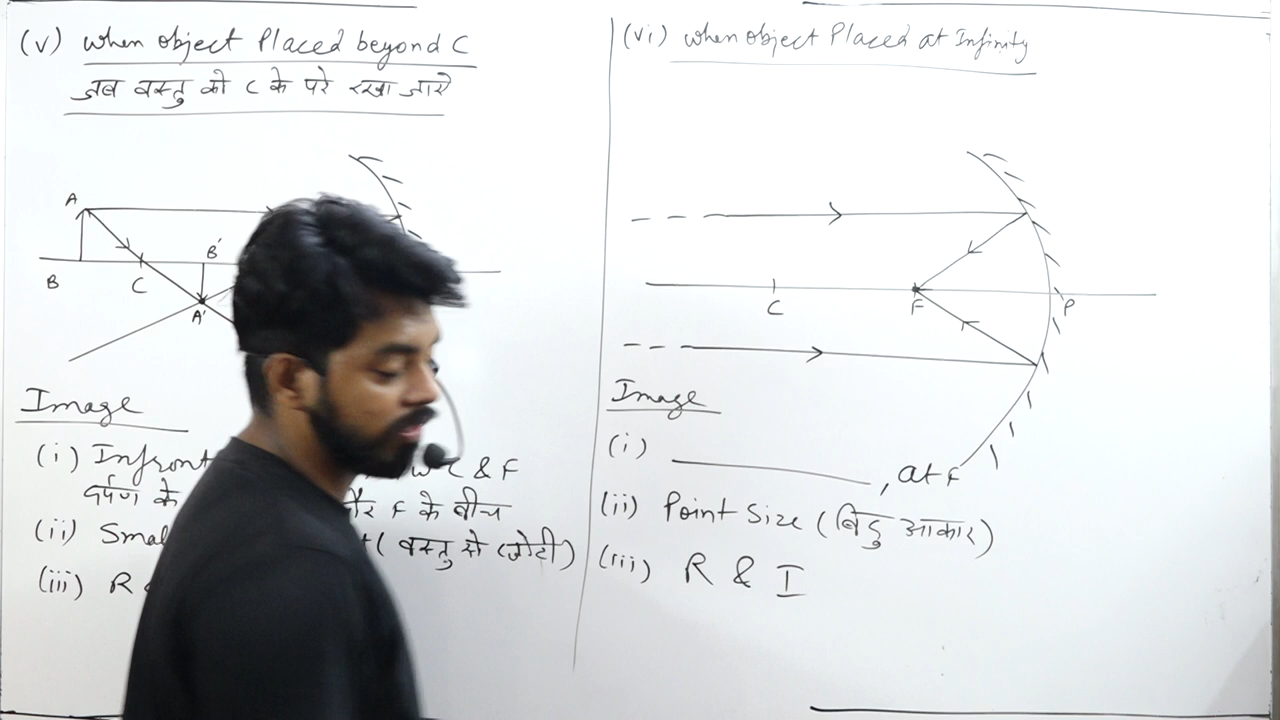 (v) when object Placed beyond C
जब वस्तु को C के परे रखा जाये
A
B'
B
C
A'
Image
(i) Infront C & F
दर्पण के और F के बीच
(ii) Smal t ( वस्तु से छोटी )
(iii) R
(vi) when object Placed at Infinity
C
F
P
Image
(i) __________, at F
(ii) Point Size ( बिंदु आकार )
(iii) R & I